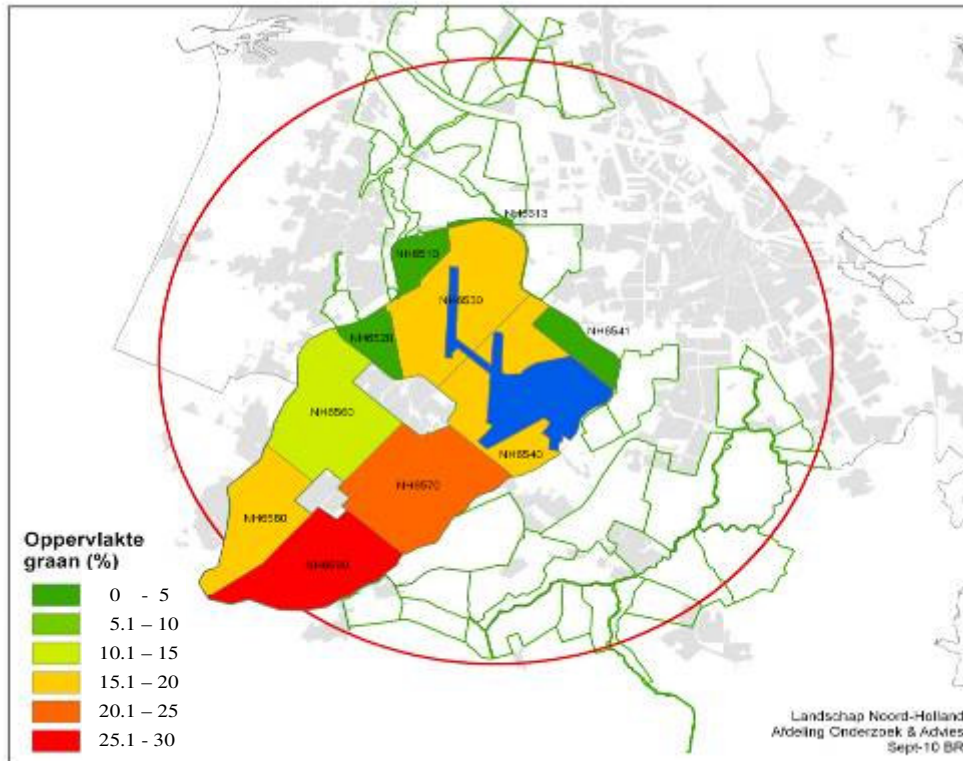 NH6513
NH6510
NH6530
NH6520
NH6541
NH6560
NH6540
NH6570
NH6580
Oppervlakte
graan (%)
0 - 5
5.1 – 10
10.1 – 15
15.1 – 20
20.1 – 25
25.1 - 30
Landschap Noord-Holland
Afdeling Onderzoek & Advies
Sept-10 BR